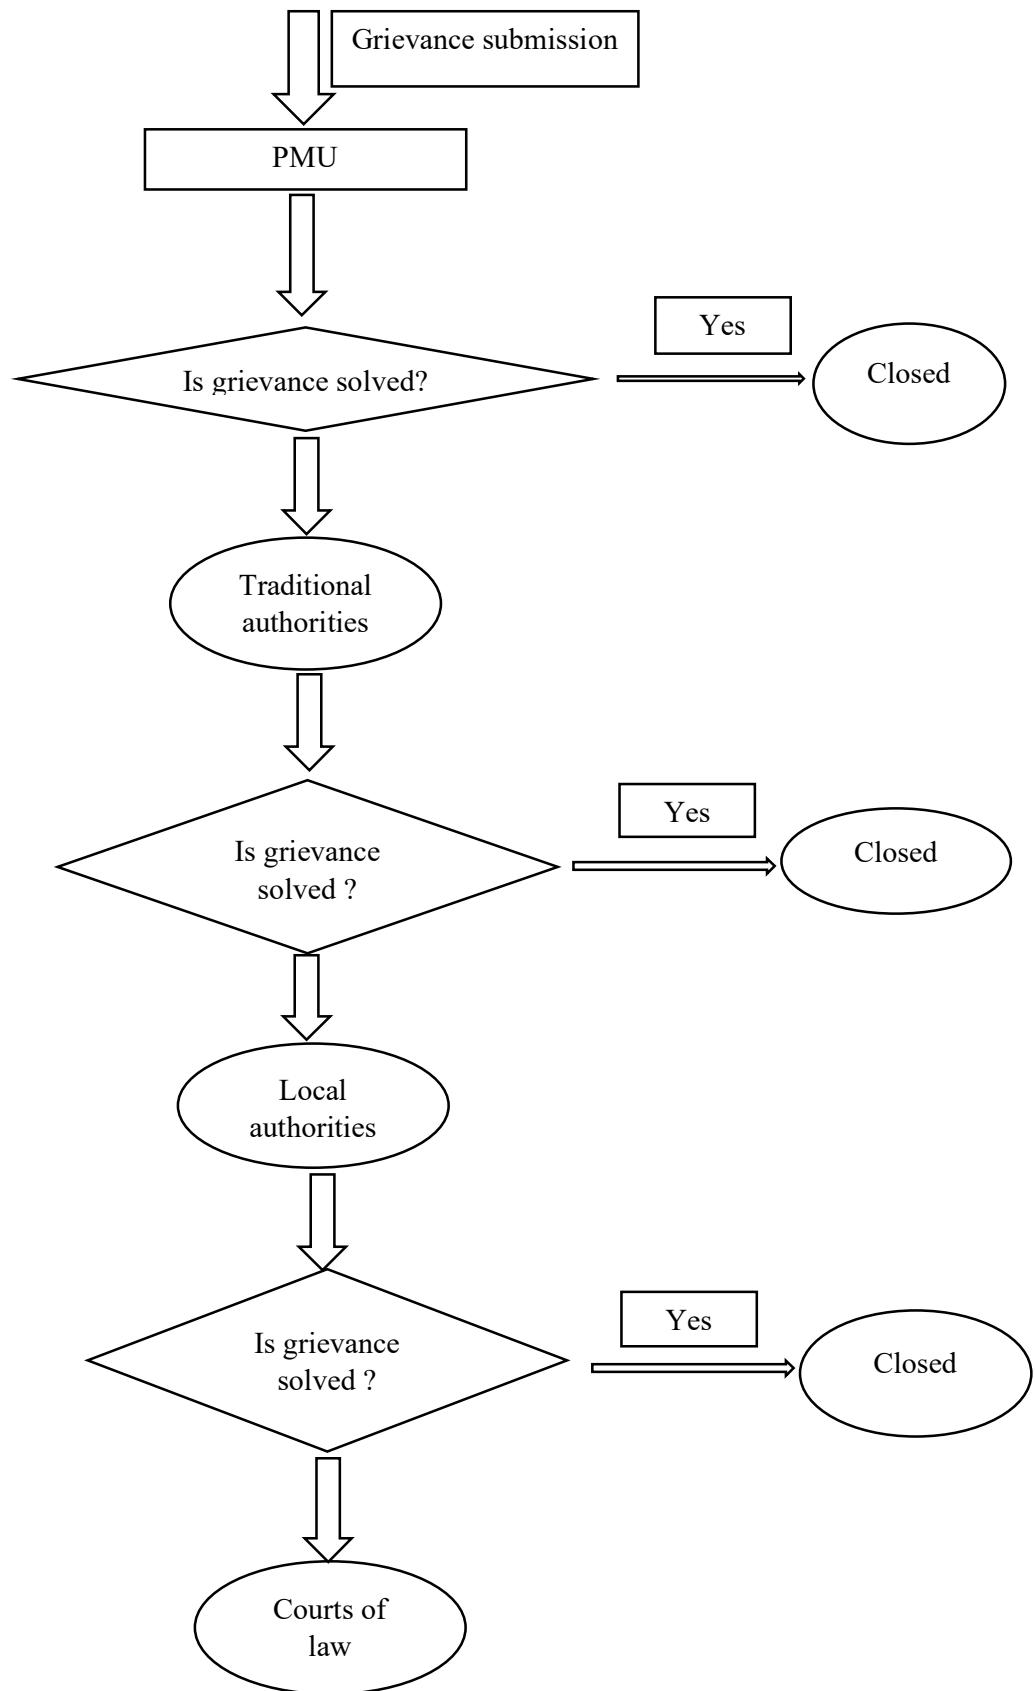 Grievance submission
PMU
Yes
Is grievance solved?
Closed
Traditional
authorities
Yes
Is grievance
solved ?
Closed
Local
authorities
Yes
Is grievance
solved ?
Closed
Courts of
law